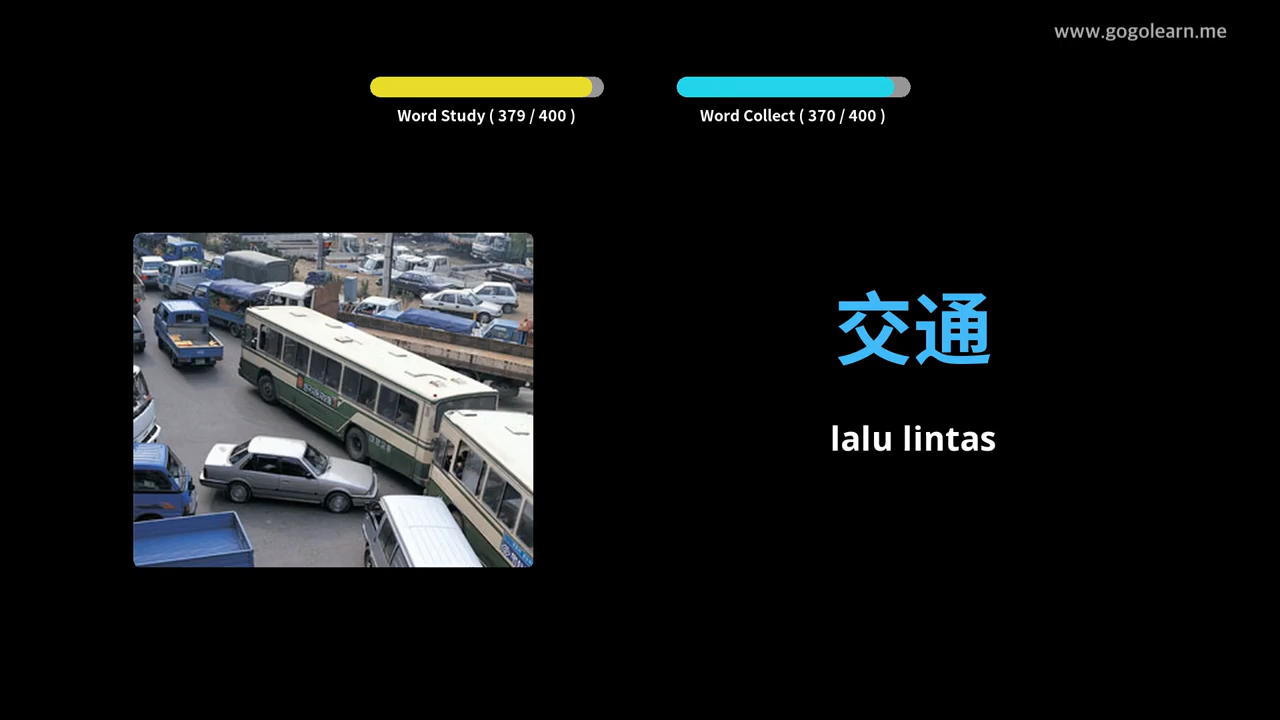 www.gogolearn.me
Word Study ( 379 / 400 )
Word Collect ( 370 / 400 )
交通
lalu lintas